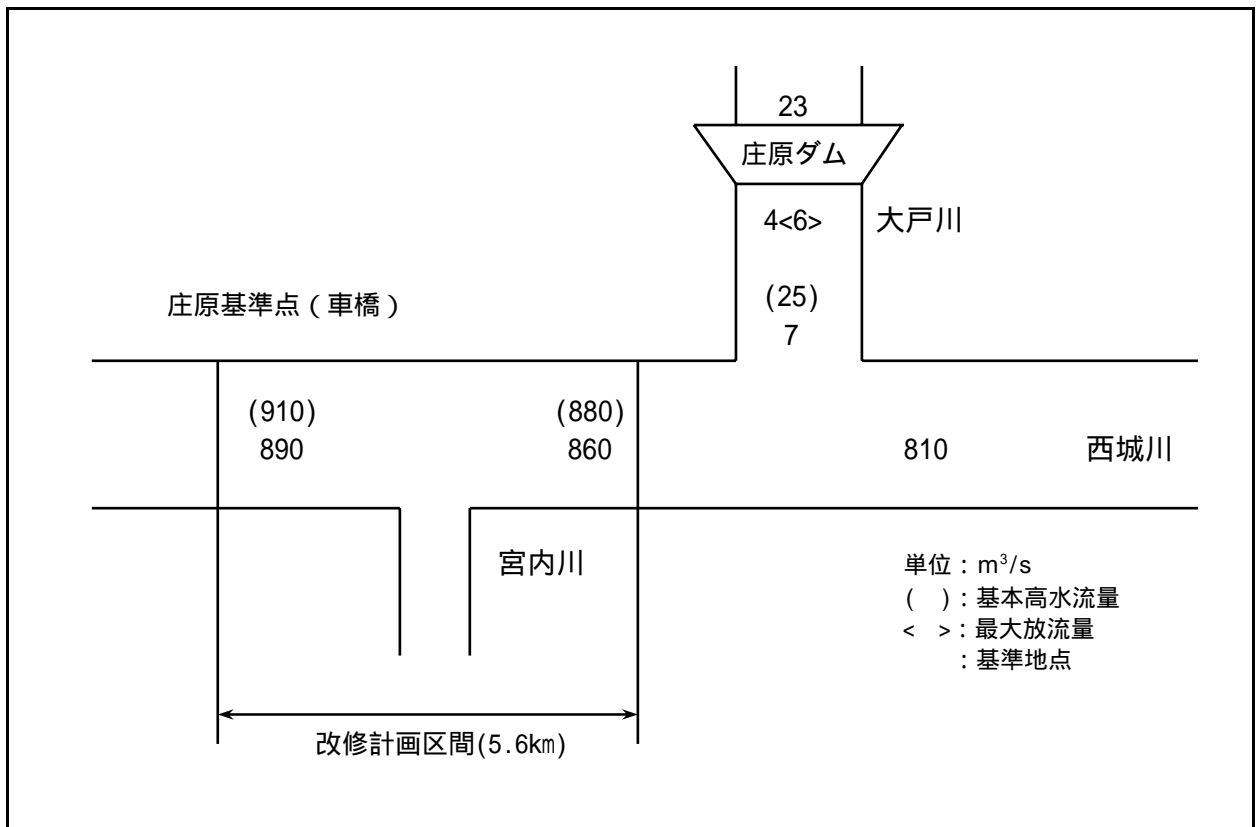 23
庄原ダム
4<6>
大戸川
(25)
7
庄原基準点(車橋)
(910)
(880)
890
860
810
西城川
宮内川
単位:m³/s
( ):基本高水流量
< >:最大放流量
:基準地点
改修計画区間(5.6㎞)